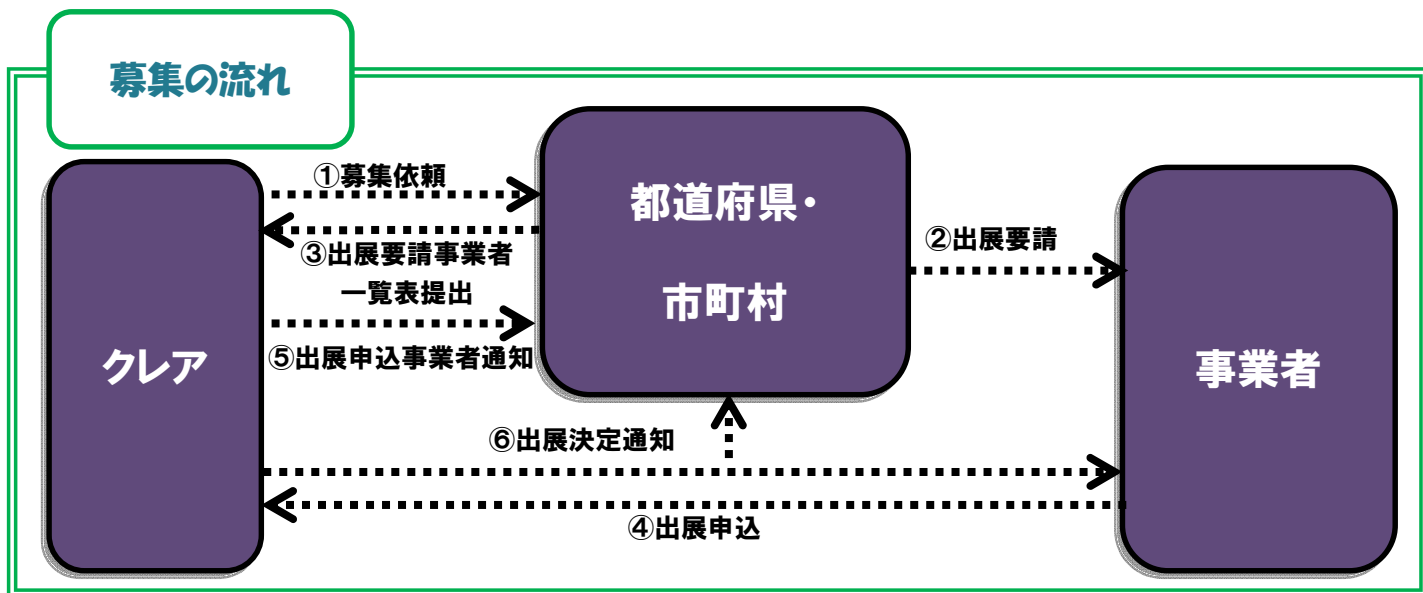 募集の流れ
クレア
①募集依頼
③出展要請事業者
一覧表提出
⑤出展申込事業者通知
都道府県・
市町村
②出展要請
事業者
⑥出展決定通知
④出展申込